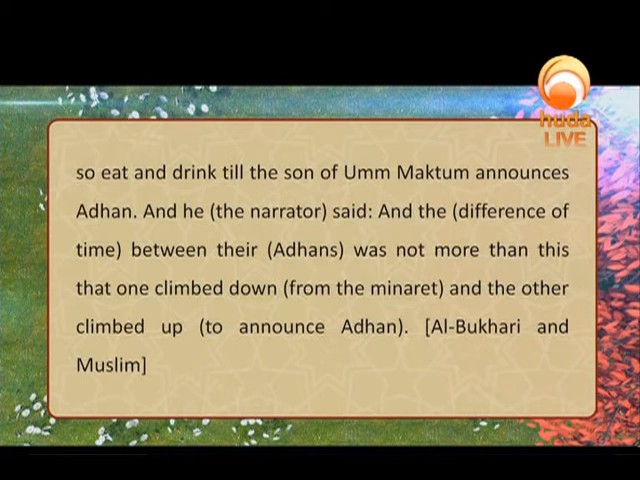 huda
LIVE
so eat and drink till the son of Umm Maktum announces
Adhan. And he (the narrator) said: And the (difference of
time) between their (Adhans) was not more than this
that one climbed down (from the minaret) and the other
climbed up (to announce Adhan). [Al-Bukhari and
Muslim]